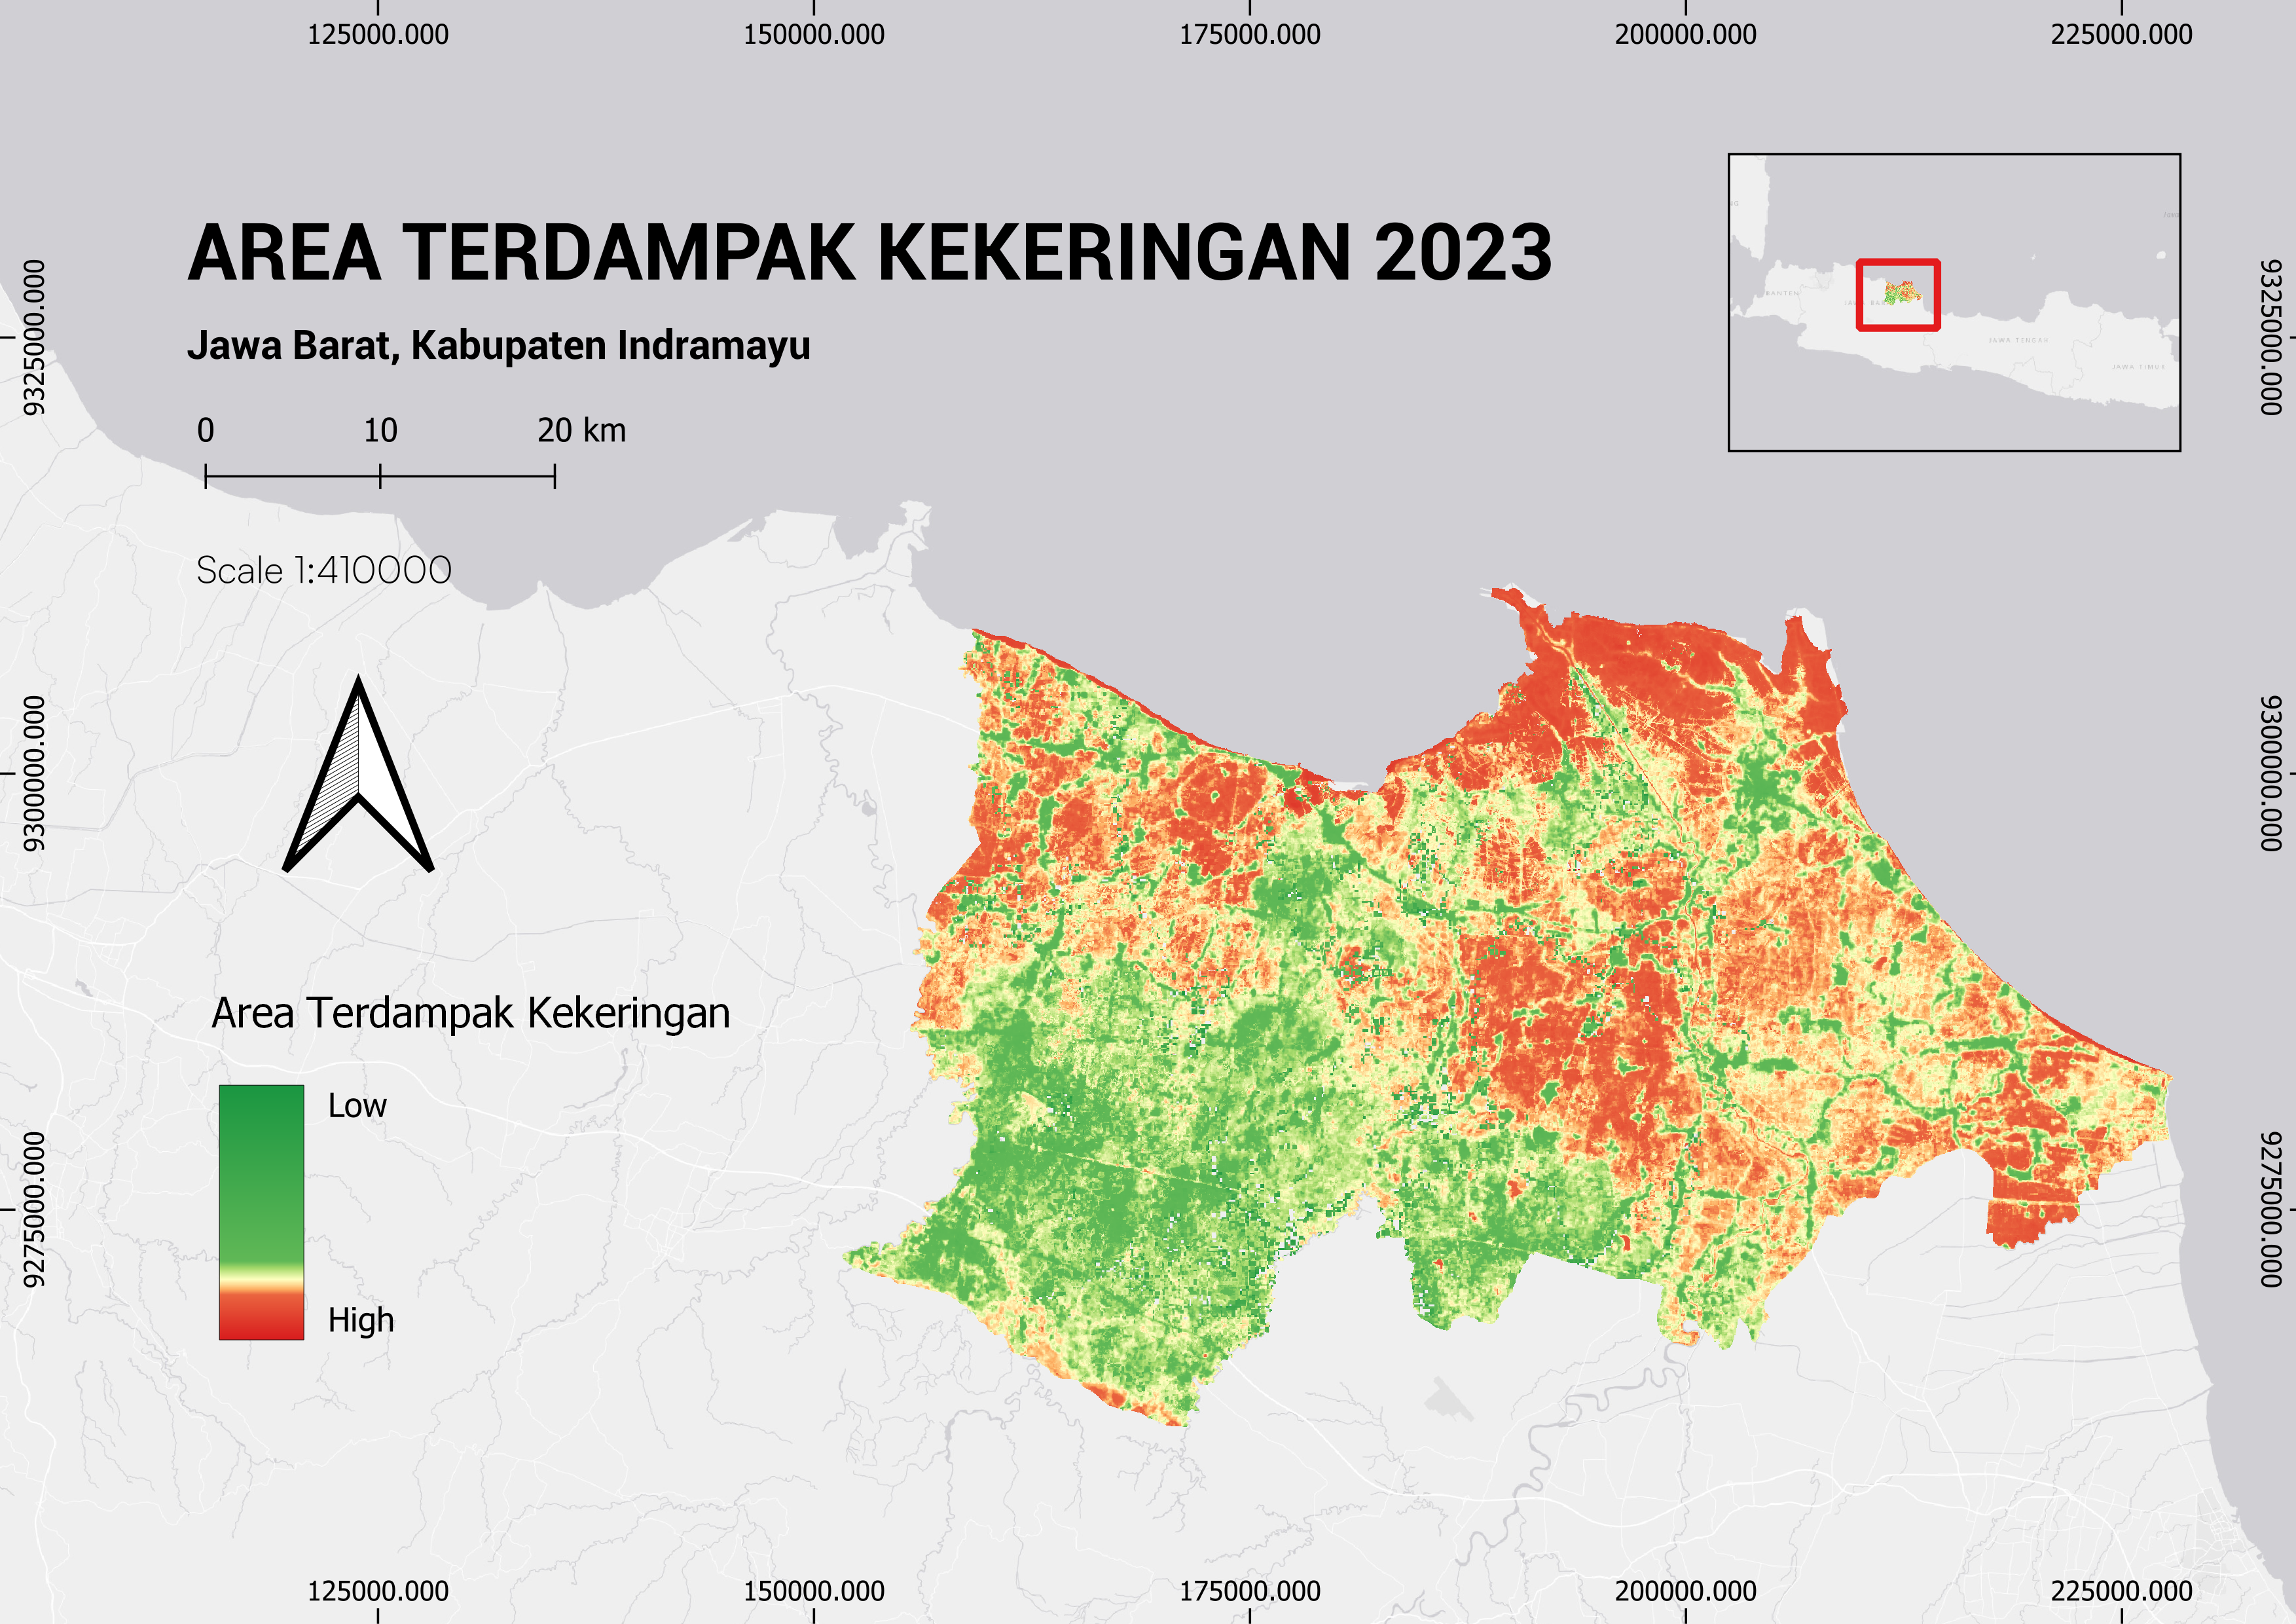 125000.000 150000.000 175000.000 200000.000 225000.000
AREA TERDAMPAK KEKERINGAN 2023
Jawa Barat, Kabupaten Indramayu
0 10 20 km
Scale 1:410000
BANTEN
JAWA TENGAH
JAWA TIMUR
9325000.000 9325000.000
9300000.000 9300000.000
Area Terdampak Kekeringan
Low
High
9275000.000 9275000.000
125000.000 150000.000 175000.000 200000.000 225000.000